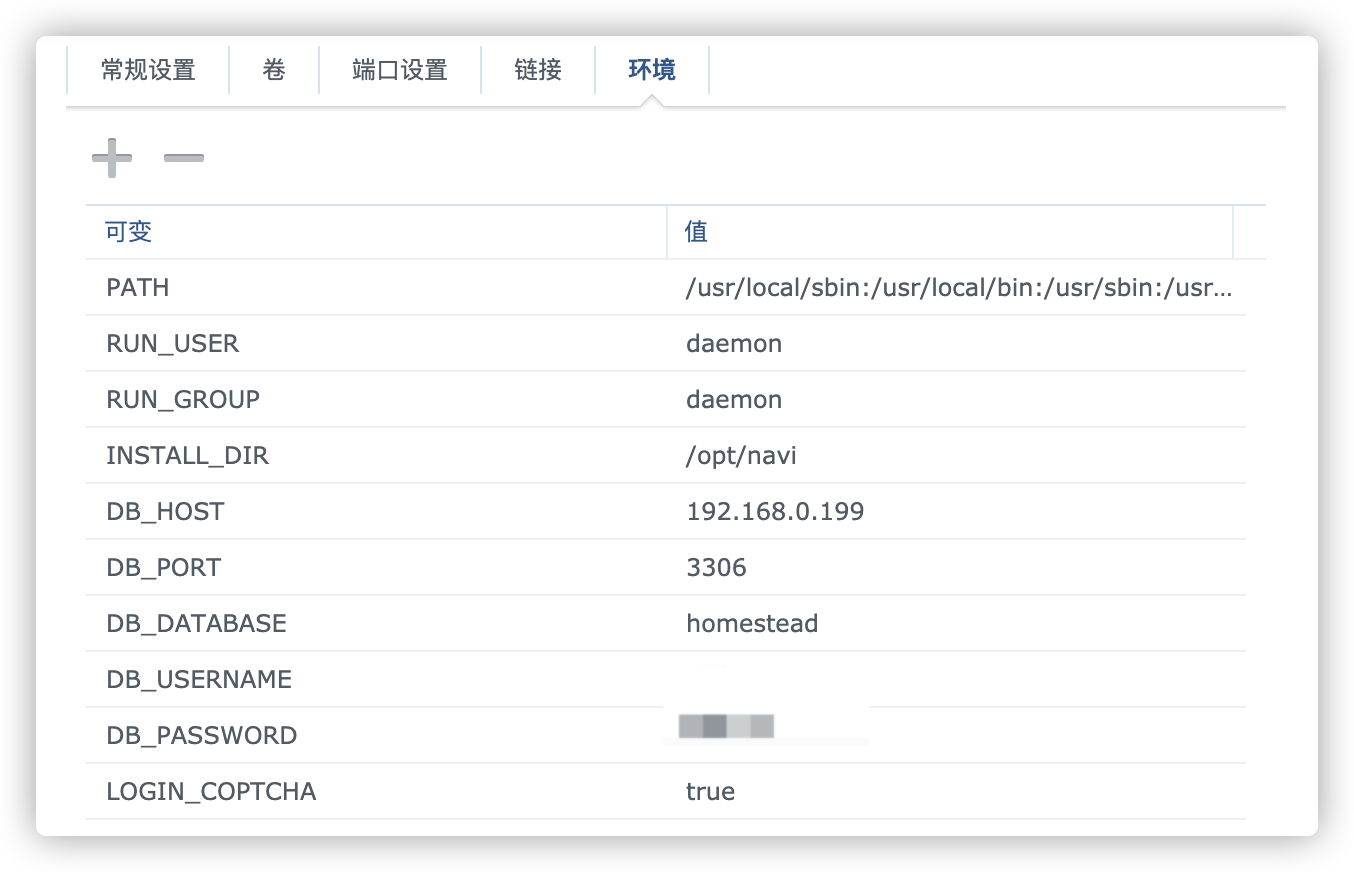 常规设置 卷 端口设置 链接 环境
可变 值
PATH /usr/local/sbin:/usr/local/bin:/usr/sbin:/usr...
RUN_USER daemon
RUN_GROUP daemon
INSTALL_DIR /opt/navi
DB_HOST 192.168.0.199
DB_PORT 3306
DB_DATABASE homestead
DB_USERNAME
DB_PASSWORD
LOGIN_COPTCHA true